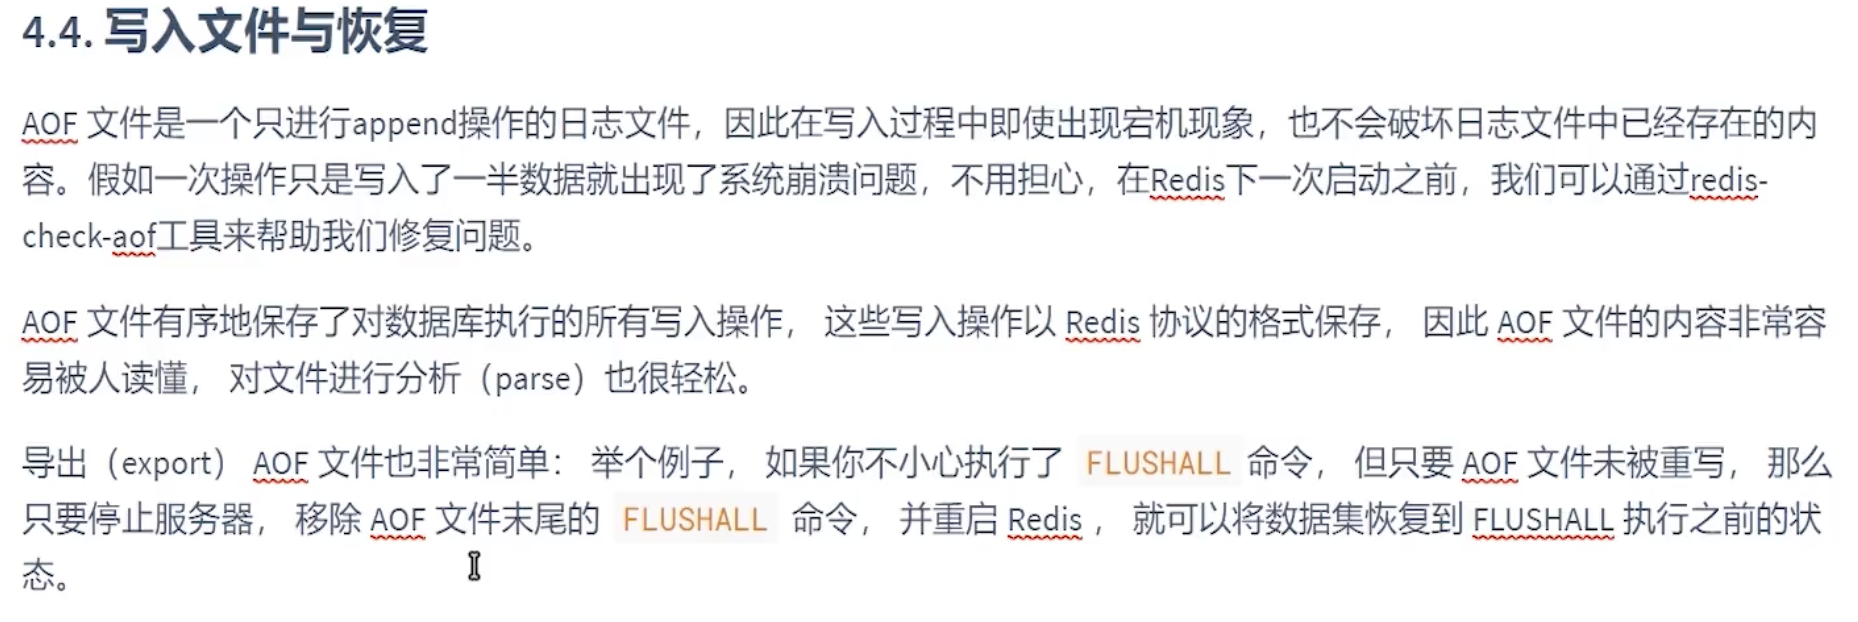 4.4. 写入文件与恢复
AOF 文件是一个只进行append操作的日志文件，因此在写入过程中即使出现宕机现象，也不会破坏日志文件中已经存在的内
容。假如一次操作只是写入了一半数据就出现了系统崩溃问题，不用担心，在Redis下一次启动之前，我们可以通过redis-
check-aof工具来帮助我们修复问题。
AOF 文件有序地保存了对数据库执行的所有写入操作， 这些写入操作以 Redis 协议的格式保存， 因此 AOF 文件的内容非常容
易被人读懂， 对文件进行分析（parse）也很轻松。
导出（export） AOF 文件也非常简单： 举个例子， 如果你不小心执行了 FLUSHALL 命令， 但只要 AOF 文件未被重写， 那么
只要停止服务器， 移除 AOF 文件末尾的 FLUSHALL 命令， 并重启 Redis ， 就可以将数据集恢复到 FLUSHALL 执行之前的状
态。